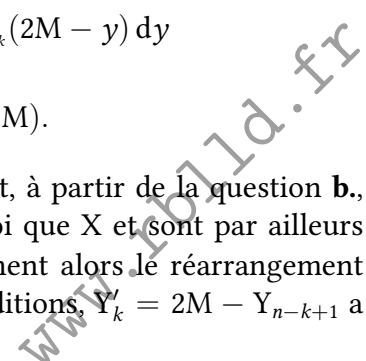 ₖ(2M − y) dy
M).
t, à partir de la question b.,
oi que X et sont par ailleurs
ment alors le réarrangement
ditions, Y′ₖ = 2M − Yₙ₋ₖ₊₁ a
www.rblld.fr